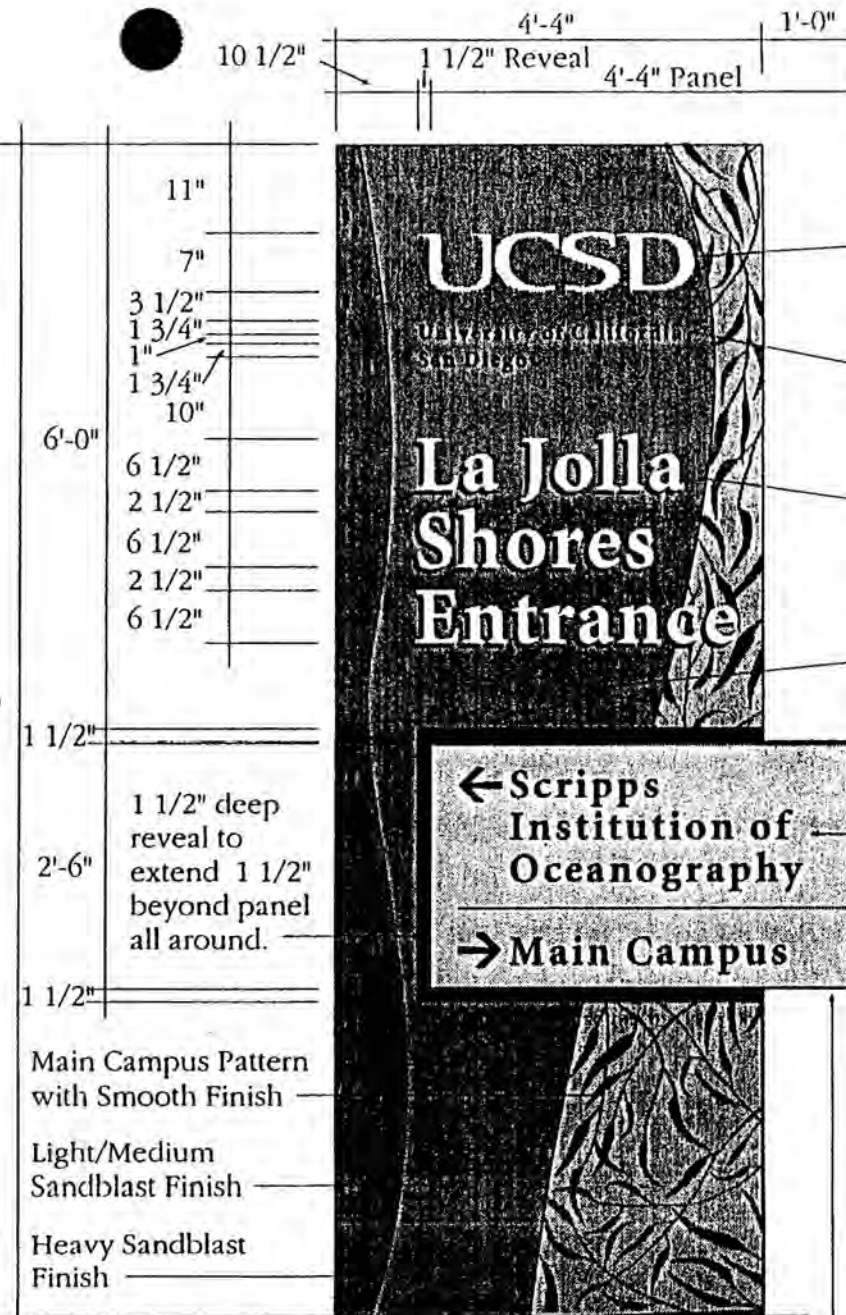 4'-4"
1'-0"
10 1/2"
1 1/2" Reveal
4'-4" Panel
11"
7"
3 1/2"
1 3/4"
1"
1 3/4"
10"
6'-0"
6 1/2"
2 1/2"
6 1/2"
2 1/2"
6 1/2"
1 1/2"
2'-6"
1 1/2" deep
reveal to
extend 1 1/2"
beyond panel
all around.
1 1/2"
Main Campus Pattern
with Smooth Finish
Light/Medium
Sandblast Finish
Heavy Sandblast
Finish
UCSD
University of California
San Diego
La Jolla
Shores
Entrance
← Scripps
Institution of
Oceanography
→ Main Campus